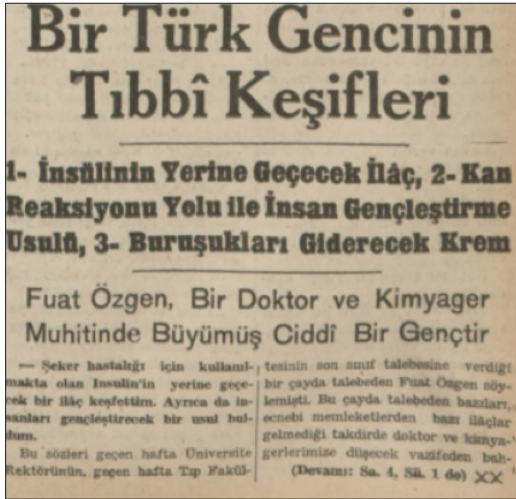 Bir Türk Gencinin
Tıbbî Keşifleri
1- İnsülinin Yerine Geçecek İlâç, 2- Kan
Reaksiyonu Yolu ile İnsan Gençleştirme
Usulü, 3- Buruşukları Giderecek Krem
Fuat Özgen, Bir Doktor ve Kimyager
Muhitinde Büyümüş Ciddî Bir Gençtir
— Şeker hastalığı için kullanıl-
makta olan Insulin'in yerine geçe-
cek bir ilâç keşfettim. Ayrıca da in-
sanları gençleştirecek bir usul bul-
dum.
Bu sözleri geçen hafta Üniversite
Rektörünün, geçen hafta Tıp Fakül-
tesinin son sınıf talebesine verdiği
bir çayda talebeden Fuat Özgen söy-
lemişti. Bu çayda talebeden bazıları,
ecnebi memleketlerden bazı ilâçlar
gelmediği takdirde doktor ve kimya-
gerlerimize düşecek vazifeden bah-
(Devamı: Sa. 4, Sü. 1 de) XX